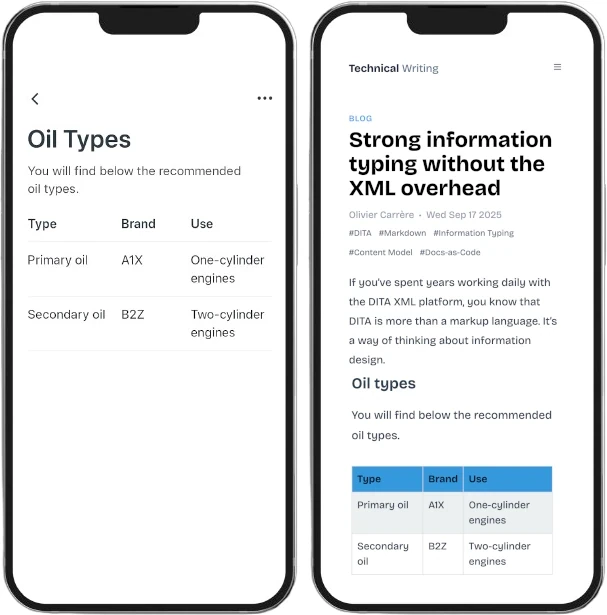 Oil Types
You will find below the recommended
oil types.
Type Brand Use
Primary oil A1X One-cylinder
engines
Secondary oil B2Z Two-cylinder
engines
Technical Writing
BLOG
Strong information
typing without the
XML overhead
Olivier Carrère • Wed Sep 17 2025
#DITA #Markdown #Information Typing
#Content Model #Docs-as-Code
If you've spent years working daily with
the DITA XML platform, you know that
DITA is more than a markup language. It's
a way of thinking about information
design.
Oil types
You will find below the recommended
oil types.
Type Brand Use
Primary oil A1X One-cylinder
engines
Secondary B2Z Two-cylinder
oil engines